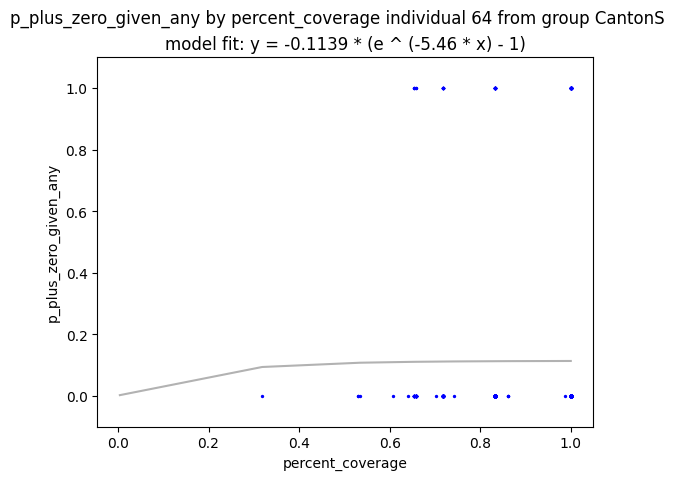 p_plus_zero_given_any by percent_coverage individual 64 from group CantonS
model fit: y = -0.1139 * (e ^ (-5.46 * x) - 1)
1.0
0.8
0.6
0.4
0.2
0.0
p_plus_zero_given_any
0.0 0.2 0.4 0.6 0.8 1.0
percent_coverage